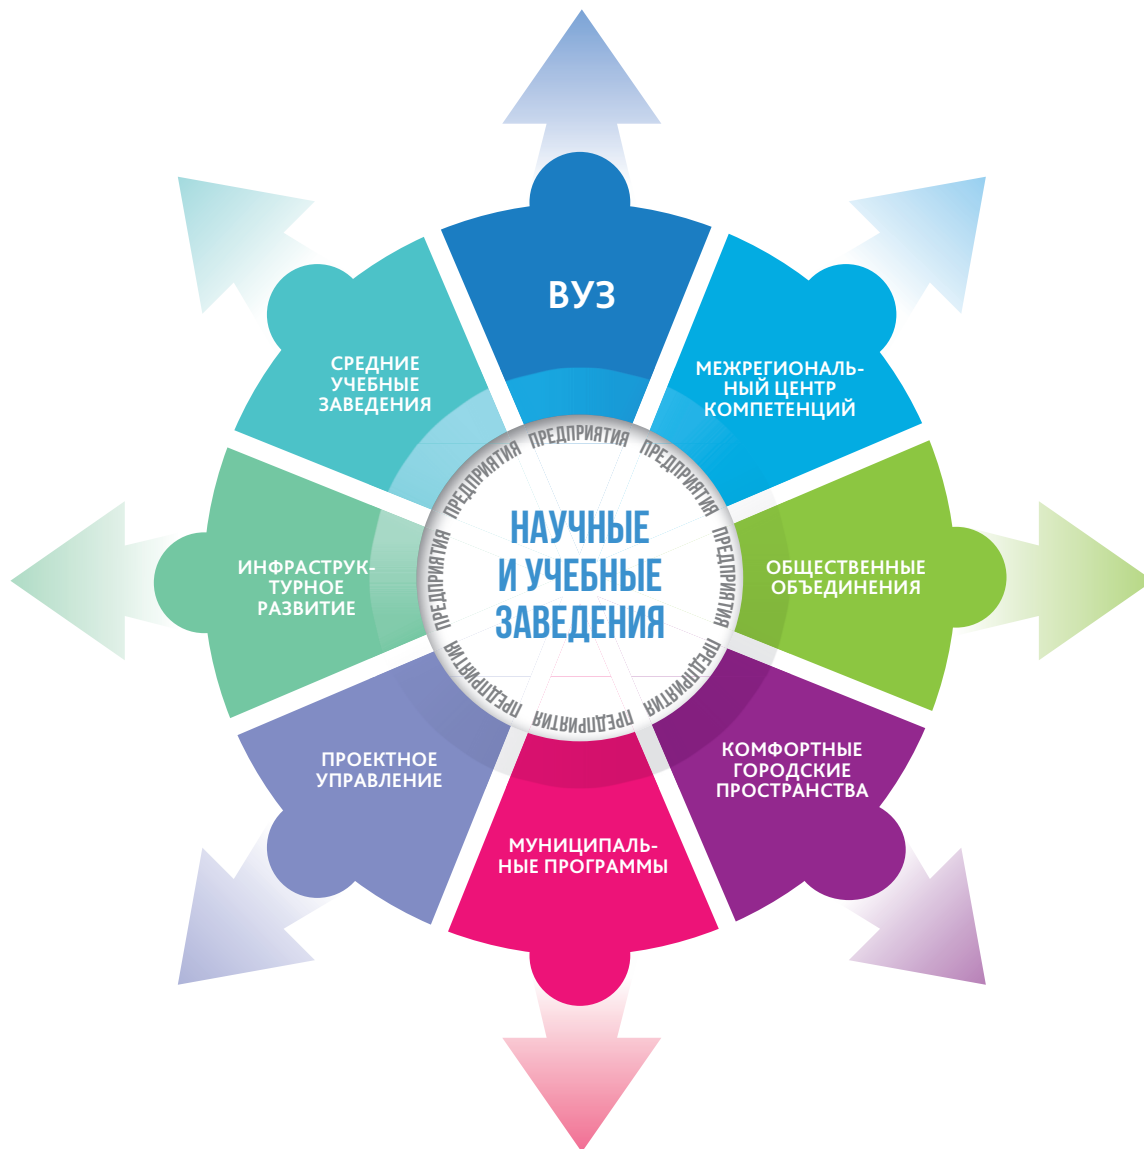 ВУЗ
МЕЖРЕГИОНАЛЬ-
НЫЙ ЦЕНТР
КОМПЕТЕНЦИЙ
ОБЩЕСТВЕННЫЕ
ОБЪЕДИНЕНИЯ
КОМФОРТНЫЕ
ГОРОДСКИЕ
ПРОСТРАНСТВА
МУНИЦИПАЛЬ-
НЫЕ ПРОГРАММЫ
ПРОЕКТНОЕ
УПРАВЛЕНИЕ
ИНФРАСТРУК-
ТУРНОЕ
РАЗВИТИЕ
СРЕДНИЕ
УЧЕБНЫЕ
ЗАВЕДЕНИЯ
ПРЕДПРИЯТИЯ
ПРЕДПРИЯТИЯ
ПРЕДПРИЯТИЯ
ПРЕДПРИЯТИЯ
ПРЕДПРИЯТИЯ
ПРЕДПРИЯТИЯ
ПРЕДПРИЯТИЯ
ПРЕДПРИЯТИЯ
НАУЧНЫЕ
И УЧЕБНЫЕ
ЗАВЕДЕНИЯ